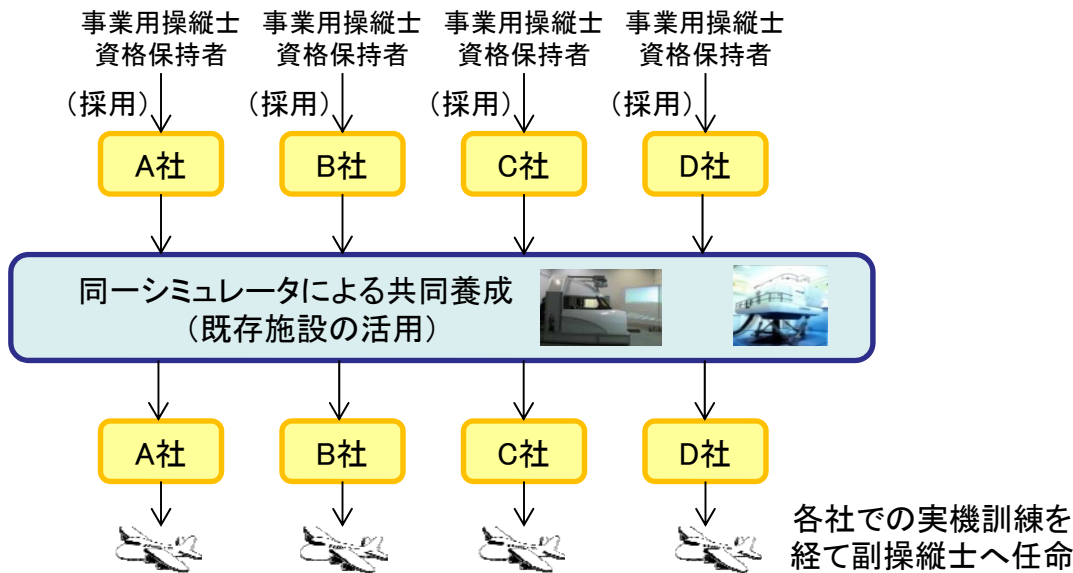 事業用操縦士 事業用操縦士 事業用操縦士 事業用操縦士
資格保持者 資格保持者 資格保持者 資格保持者
(採用) (採用) (採用) (採用)
A社 B社 C社 D社
同一シミュレータによる共同養成
(既存施設の活用)
A社 B社 C社 D社
各社での実機訓練を
経て副操縦士へ任命